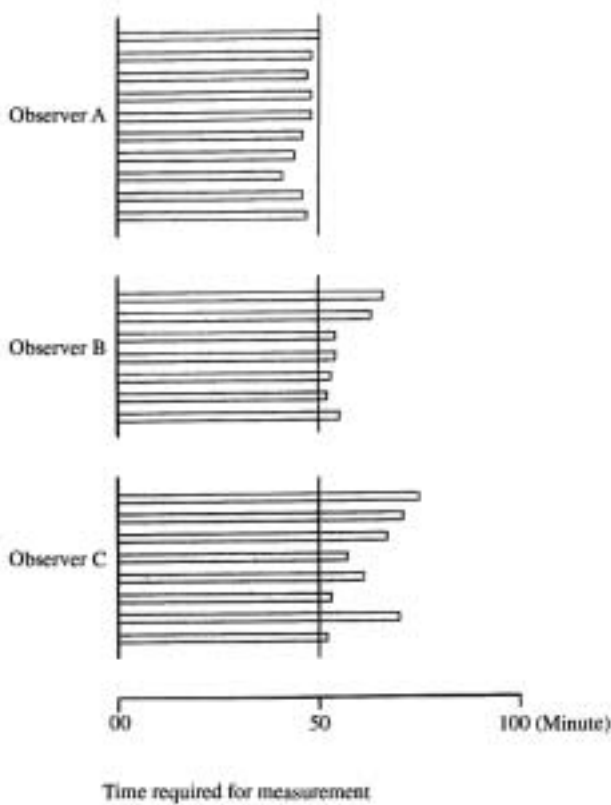 Observer A
Observer B
Observer C
00 50 100 (Minute)
Time required for measurement